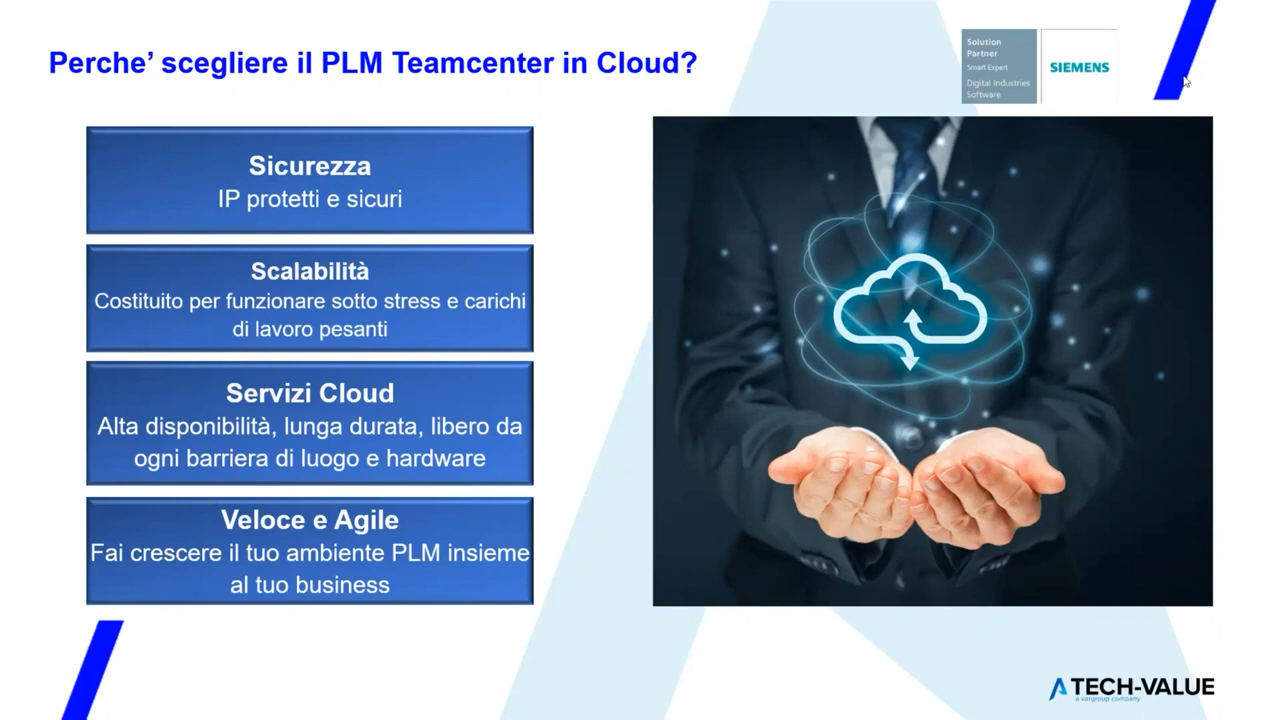 Perche’ scegliere il PLM Teamcenter in Cloud?
Solution
Partner
Smart Expert
Digital Industries
Software
SIEMENS
Sicurezza
IP protetti e sicuri
Scalabilità
Costituito per funzionare sotto stress e carichi
di lavoro pesanti
Servizi Cloud
Alta disponibilità, lunga durata, libero da
ogni barriera di luogo e hardware
Veloce e Agile
Fai crescere il tuo ambiente PLM insieme
al tuo business
TECH-VALUE
a vargroup company